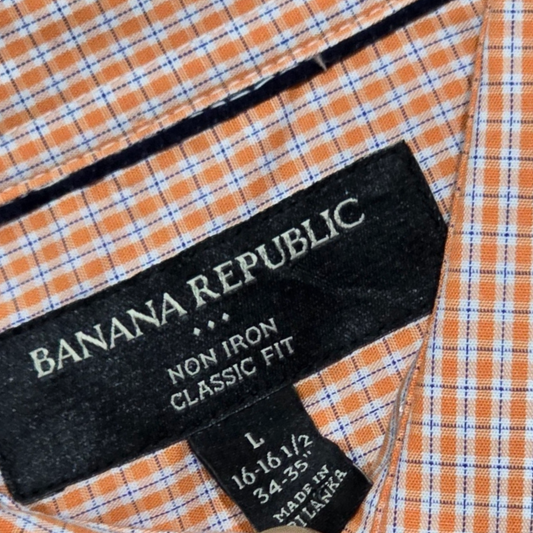 BANANA REPUBLIC
NON IRON
CLASSIC FIT
L
16-16 1/2
34-35"
MADE IN
SRI LANKA